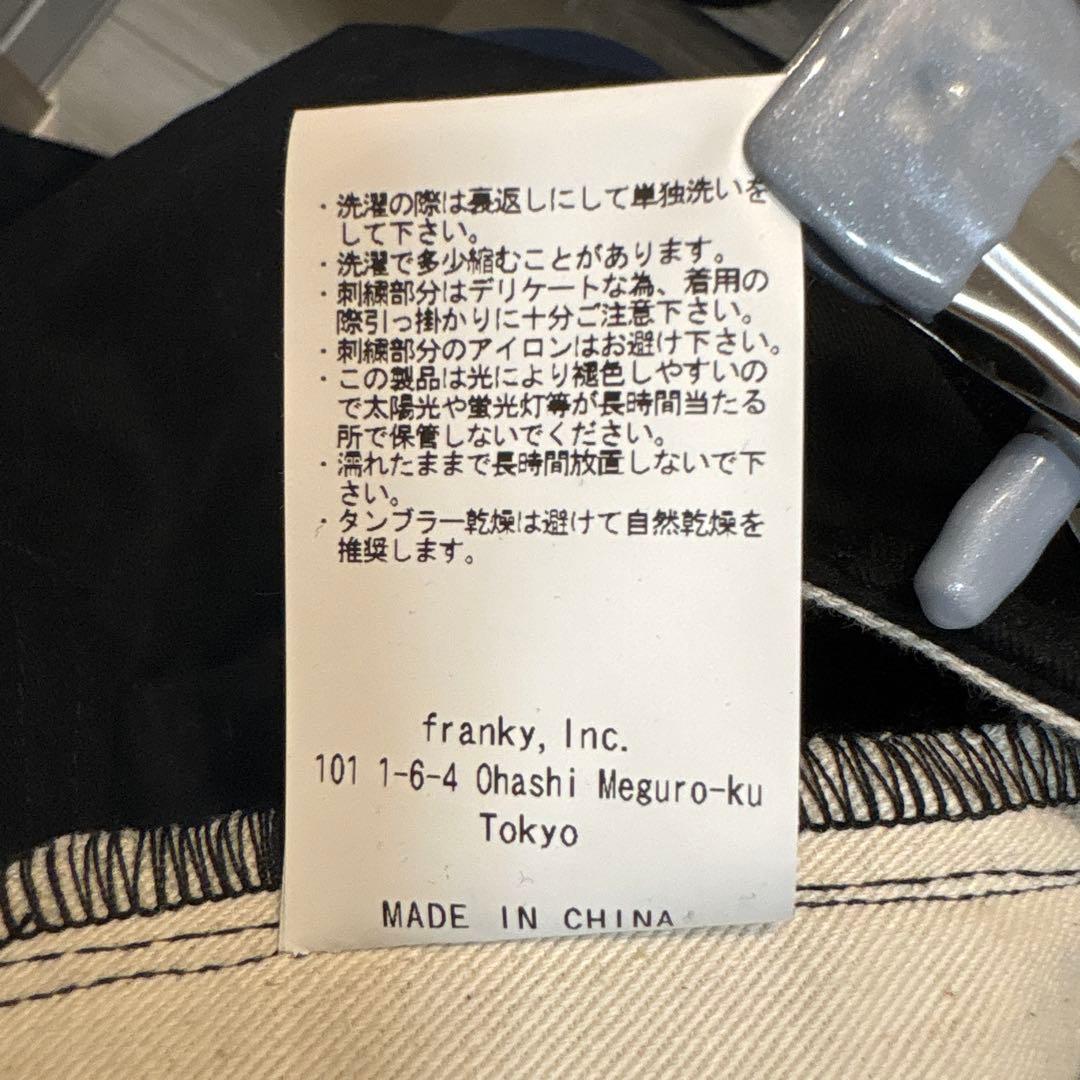 ・洗濯の際は裏返しにして単独洗いを
して下さい。
・洗濯で多少縮むことがあります。
・刺繍部分はデリケートな為、着用の
際引っ掛かりに十分ご注意下さい。
・刺繍部分のアイロンはお避け下さい。
・この製品は光により褪色しやすいの
で太陽光や蛍光灯等が長時間当たる
所で保管しないでください。
・濡れたままで長時間放置しないで下
さい。
・タンブラー乾燥は避けて自然乾燥を
推奨します。
franky, Inc.
101 1-6-4 Ohashi Meguro-ku
Tokyo
MADE IN CHINA